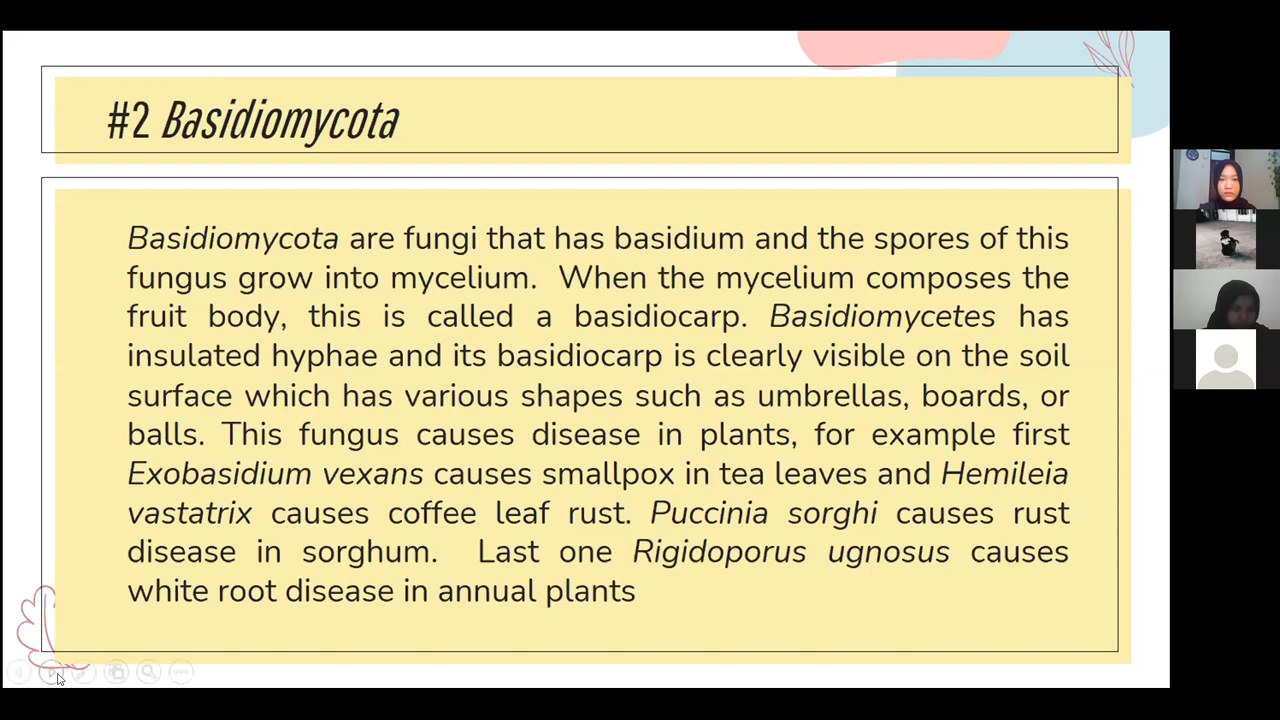 #2 Basidiomycota
Basidiomycota are fungi that has basidium and the spores of this
fungus grow into mycelium. When the mycelium composes the
fruit body, this is called a basidiocarp. Basidiomycetes has
insulated hyphae and its basidiocarp is clearly visible on the soil
surface which has various shapes such as umbrellas, boards, or
balls. This fungus causes disease in plants, for example first
Exobasidium vexans causes smallpox in tea leaves and Hemileia
vastatrix causes coffee leaf rust. Puccinia sorghi causes rust
disease in sorghum. Last one Rigidoporus ugnosus causes
white root disease in annual plants